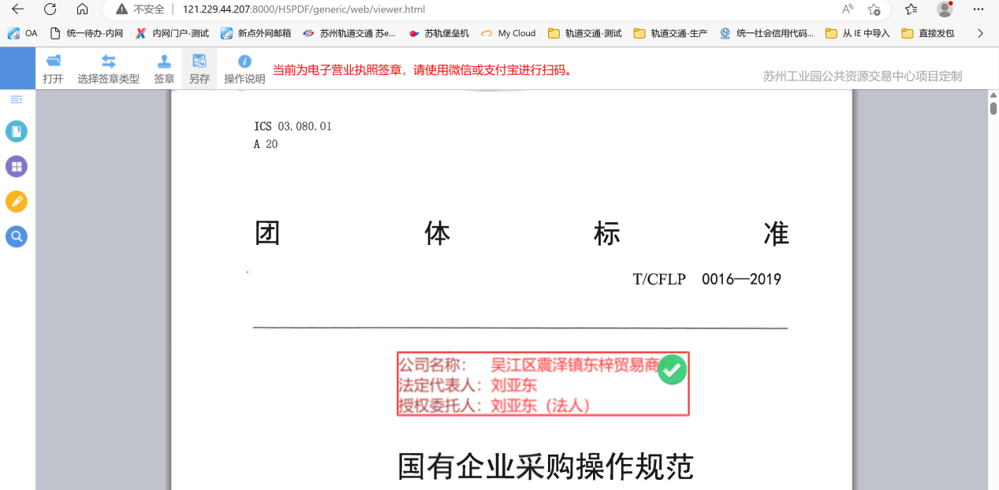 不安全 121.229.44.207:8000/H5PDF/generic/web/viewer.html
OA 统一待办-内网 内网门户-测试 新点外网邮箱 苏州轨道交通 苏e... 苏轨堡垒机 My Cloud 轨道交通-测试 轨道交通-生产 统一社会信用代码... 从 IE 中导入 直接发包
打开 选择签章类型 签章 另存 操作说明
当前为电子营业执照签章，请使用微信或支付宝进行扫码。
苏州工业园公共资源交易中心项目定制
ICS 03.080.01
A 20
团 体 标 准
T/CFLP 0016—2019
公司名称： 吴江区震泽镇东梓贸易商
法定代表人：刘亚东
授权委托人：刘亚东（法人）
国有企业采购操作规范